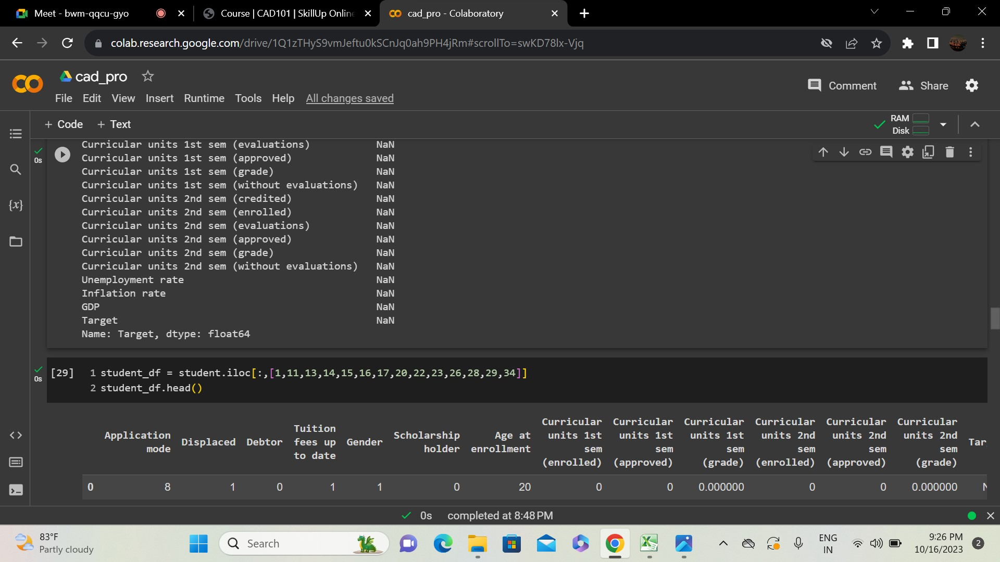 Meet - bwm-qqcu-gyo
Course | CAD101 | SkillUp Online
cad_pro - Colaboratory
colab.research.google.com/drive/1Q1zTHyS9vmJeftu0kSCnJq0ah9PH4jRm#scrollTo=swKD78lx-Vjq
cad_pro
File Edit View Insert Runtime Tools Help All changes saved
Comment Share
+ Code + Text
RAM
Disk
0s
Curricular units 1st sem (evaluations) NaN
Curricular units 1st sem (approved) NaN
Curricular units 1st sem (grade) NaN
Curricular units 1st sem (without evaluations) NaN
Curricular units 2nd sem (credited) NaN
Curricular units 2nd sem (enrolled) NaN
Curricular units 2nd sem (evaluations) NaN
Curricular units 2nd sem (approved) NaN
Curricular units 2nd sem (grade) NaN
Curricular units 2nd sem (without evaluations) NaN
Unemployment rate NaN
Inflation rate NaN
GDP NaN
Target NaN
Name: Target, dtype: float64
0s
[29] 1 student_df = student.iloc[:,[1,11,13,14,15,16,17,20,22,23,26,28,29,34]]
2 student_df.head()
Application mode Displaced Debtor Tuition fees up to date Gender Scholarship holder Age at enrollment Curricular units 1st sem (enrolled) Curricular units 1st sem (approved) Curricular units 1st sem (grade) Curricular units 2nd sem (enrolled) Curricular units 2nd sem (approved) Curricular units 2nd sem (grade) Tar
0 8 1 0 1 1 0 20 0 0 0.000000 0 0 0.000000
0s completed at 8:48 PM
83°F
Partly cloudy
Search
ENG
IN
9:26 PM
10/16/2023
2